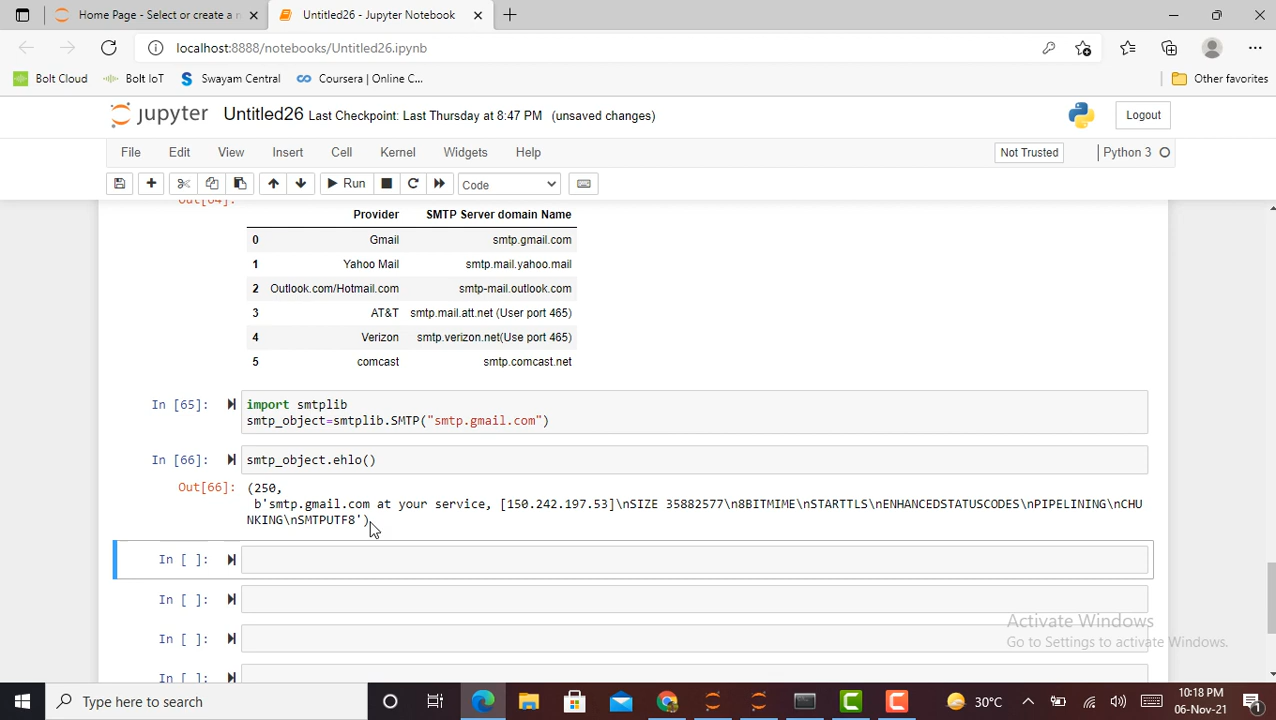 Home Page - Select or create a n
Untitled26 - Jupyter Notebook
localhost:8888/notebooks/Untitled26.ipynb
Bolt Cloud
Bolt IoT
Swayam Central
Coursera | Online C...
Other favorites
jupyter Untitled26 Last Checkpoint: Last Thursday at 8:47 PM (unsaved changes)
Logout
File Edit View Insert Cell Kernel Widgets Help
Not Trusted
Python 3
Run
Code
Out[64]:
Provider SMTP Server domain Name
0 Gmail smtp.gmail.com
1 Yahoo Mail smtp.mail.yahoo.mail
2 Outlook.com/Hotmail.com smtp-mail.outlook.com
3 AT&T smtp.mail.att.net (User port 465)
4 Verizon smtp.verizon.net(Use port 465)
5 comcast smtp.comcast.net
In [65]: import smtplib
smtp_object=smtplib.SMTP("smtp.gmail.com")
In [66]: smtp_object.ehlo()
Out[66]: (250,
b'smtp.gmail.com at your service, [150.242.197.53]\nSIZE 35882577\n8BITMIME\nSTARTTLS\nENHANCEDSTATUSCODES\nPIPELINING\nCHU
NKING\nSMTPUTF8')
In [ ]:
In [ ]:
In [ ]:
In [ ]:
Activate Windows
Go to Settings to activate Windows.
Type here to search
30°C
10:18 PM
06-Nov-21
1